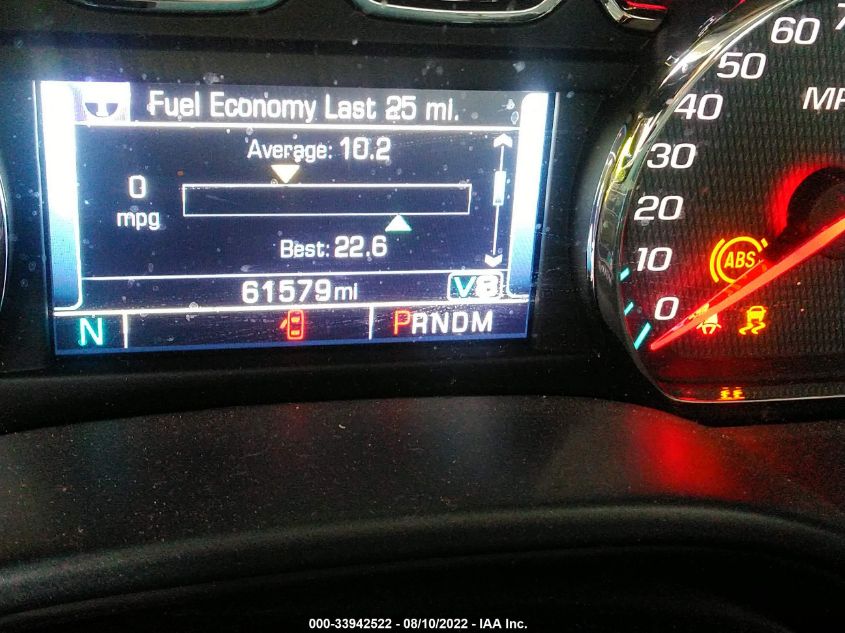 Fuel Economy Last 25 mi.
Average: 10.2
0
mpg
Best: 22.6
61579mi V8
N PRNDM
60
50
40
30
20
10
0
ABS
000-33942522 - 08/10/2022 - IAA Inc.